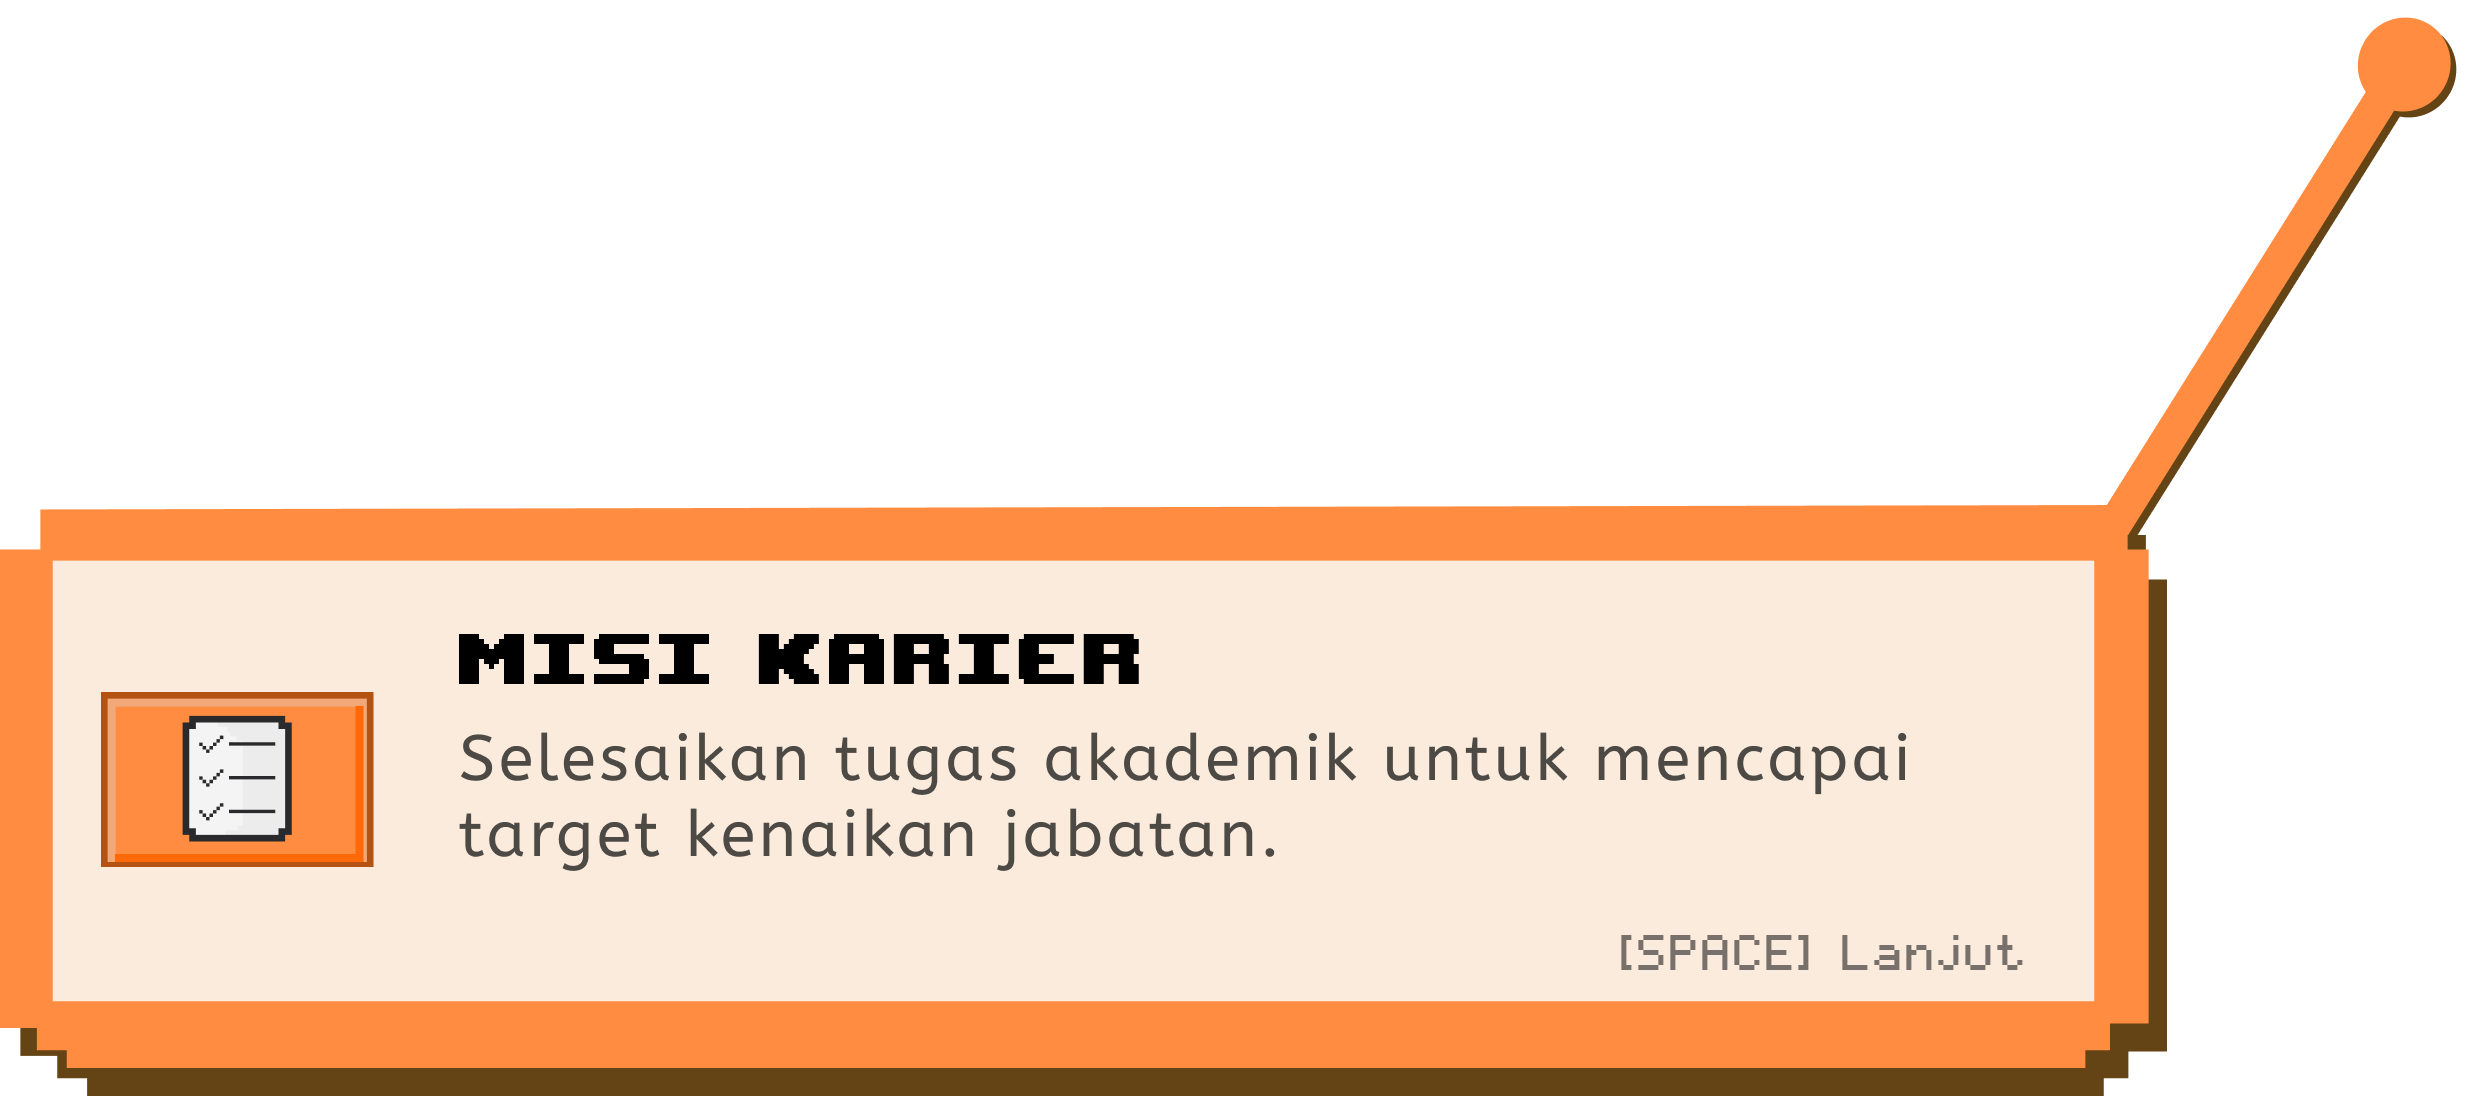 MISI KARIER
Selesaikan tugas akademik untuk mencapai
target kenaikan jabatan.
[SPACE] Lanjut